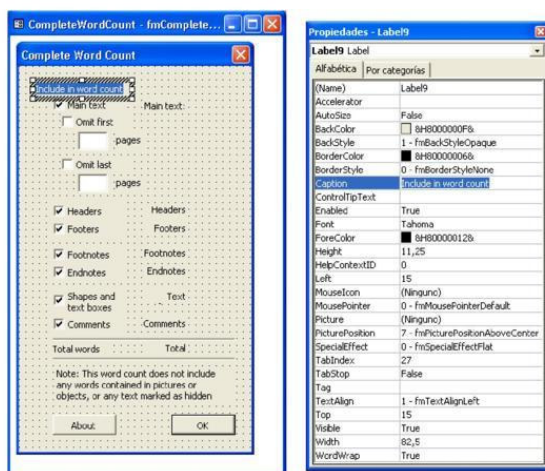 CompleteWordCount - fmComplete...
Complete Word Count
Include in word count
Main text Main text:
Omit first
pages
Omit last
pages
Headers Headers
Footers Footers
Footnotes Footnotes
Endnotes Endnotes
Shapes and text boxes Text
Comments Comments
Total words Total
Note: This word count does not include
any words contained in pictures or
objects, or any text marked as hidden
About OK
Propiedades - Label9
Label9 Label
Alfabética Por categorías
(Name) Label9
Accelerator
AutoSize False
BackColor &H8000000F&
BackStyle 1 - fmBackStyleOpaque
BorderColor &H80000006&
BorderStyle 0 - fmBorderStyleNone
Caption Include in word count
ControlTipText
Enabled True
Font Tahoma
ForeColor &H80000012&
Height 11,25
HelpContextID 0
Left 15
MouseIcon (Ninguno)
MousePointer 0 - fmMousePointerDefault
Picture (Ninguno)
PicturePosition 7 - fmPicturePositionAboveCenter
SpecialEffect 0 - fmSpecialEffectFlat
TabIndex 27
TabStop False
Tag
TextAlign 1 - fmTextAlignLeft
Top 15
Visible True
Width 82,5
WordWrap True